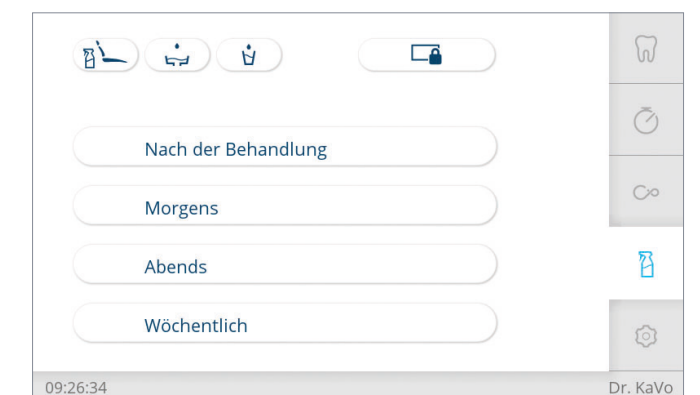 Nach der Behandlung
Morgens
Abends
Wöchentlich
09:26:34
Dr. KaVo